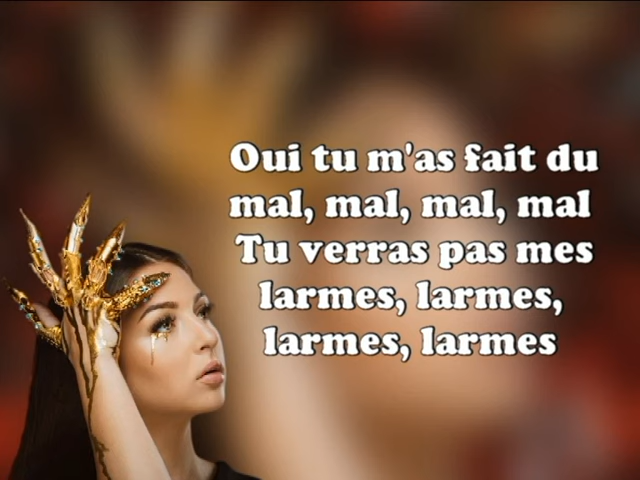 Oui tu m'as fait du
mal, mal, mal, mal
Tu verras pas mes
larmes, larmes,
larmes, larmes